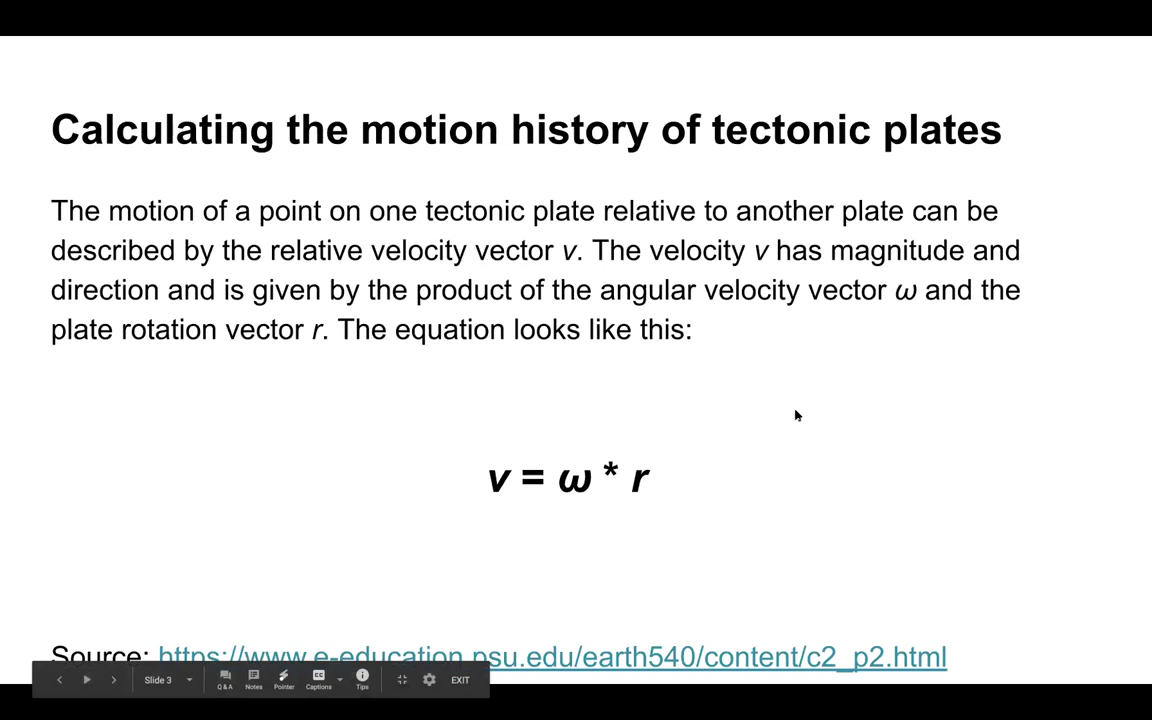 Calculating the motion history of tectonic plates
The motion of a point on one tectonic plate relative to another plate can be
described by the relative velocity vector v. The velocity v has magnitude and
direction and is given by the product of the angular velocity vector ω and the
plate rotation vector r. The equation looks like this:
v = ω * r
Source: https://www.e-education.psu.edu/earth540/content/c2_p2.html
Slide 3 Q&A Notes Pointer Captions Tips EXIT